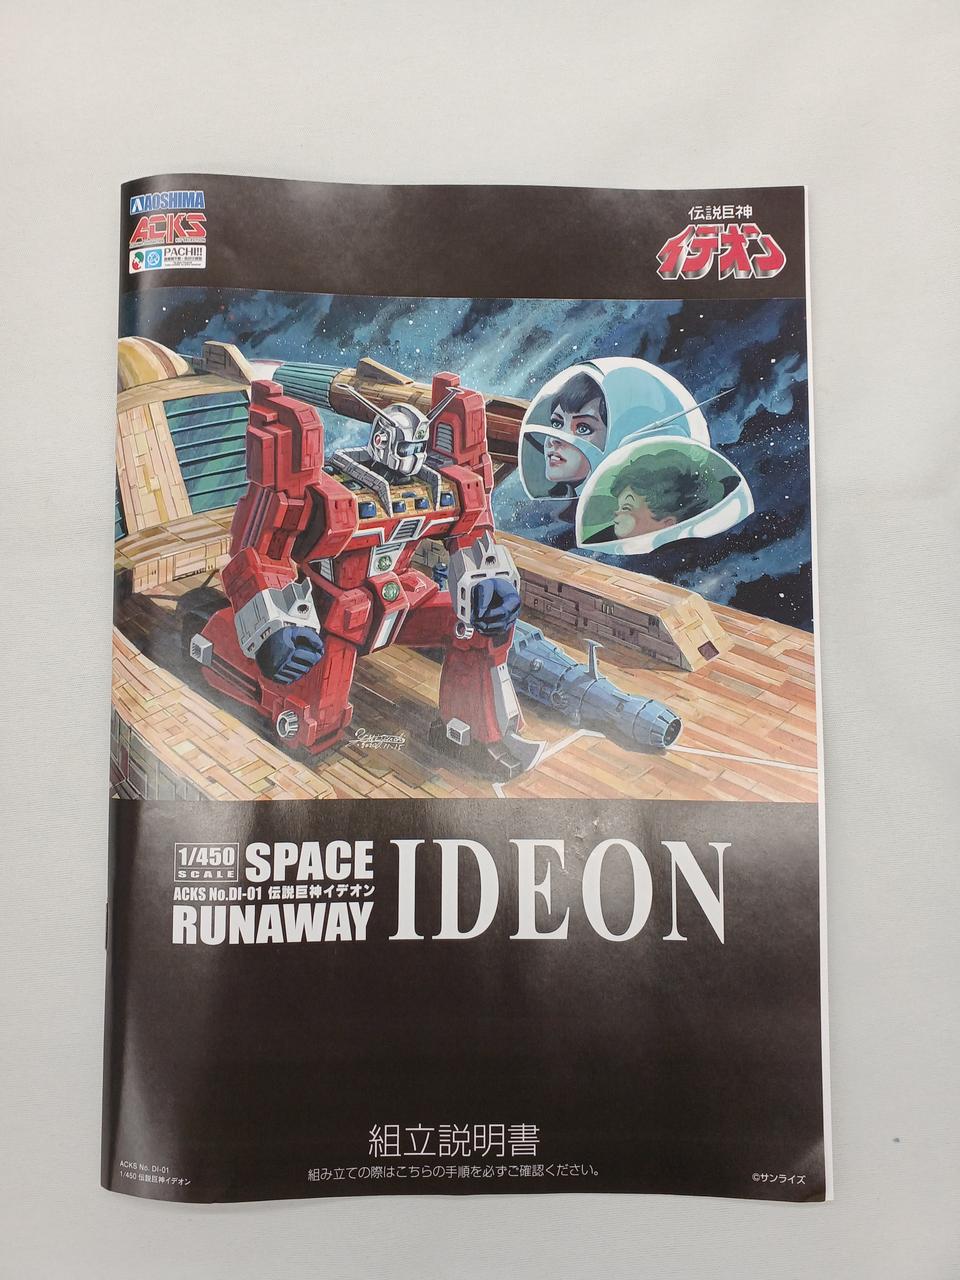 AOSHIMA
ACKS
PACHI!!!
伝説巨神
イデオン
1/450
SCALE
SPACE
ACKS No.DI-01 伝説巨神イデオン
RUNAWAY
IDEON
組立説明書
組み立ての際はこちらの手順を必ずご確認ください。
ACKS No. DI-01
1/450 伝説巨神イデオン
©サンライズ